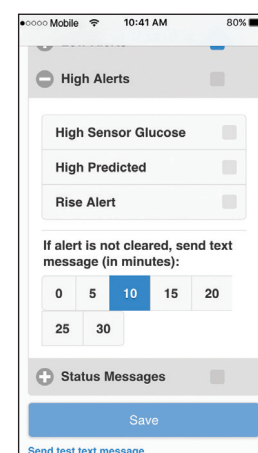 Mobile 10:41 AM 80%
Low Alerts
High Alerts
High Sensor Glucose
High Predicted
Rise Alert
If alert is not cleared, send text
message (in minutes):
0 5 10 15 20
25 30
Status Messages
Save
Send test text message